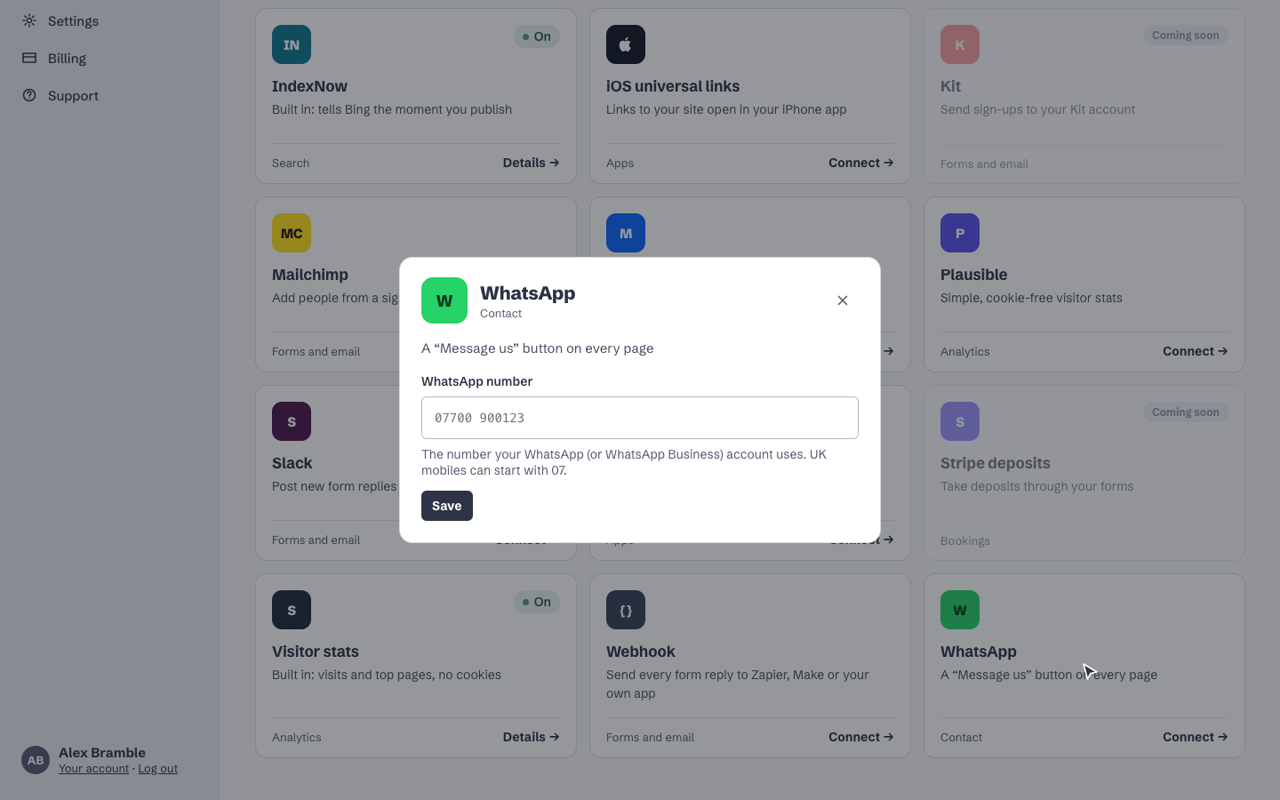 Settings
Billing
Support
IN
On
IndexNow
Built in: tells Bing the moment you publish
Search
Details →
iOS universal links
Links to your site open in your iPhone app
Apps
Connect →
K
Coming soon
Kit
Send sign-ups to your Kit account
Forms and email
MC
Mailchimp
Add people from a
Forms and email
M
P
Plausible
Simple, cookie-free visitor stats
Analytics
Connect →
W
WhatsApp
Contact
A “Message us” button on every page
WhatsApp number
07700 900123
The number your WhatsApp (or WhatsApp Business) account uses. UK
mobiles can start with 07.
Save
S
Slack
Post new form replies
Forms and email
S
Coming soon
Stripe deposits
Take deposits through your forms
Bookings
S
On
Visitor stats
Built in: visits and top pages, no cookies
Analytics
Details →
{}
Webhook
Send every form reply to Zapier, Make or your
own app
Forms and email
Connect →
W
WhatsApp
A “Message us” button on every page
Contact
Connect →
AB
Alex Bramble
Your account · Log out